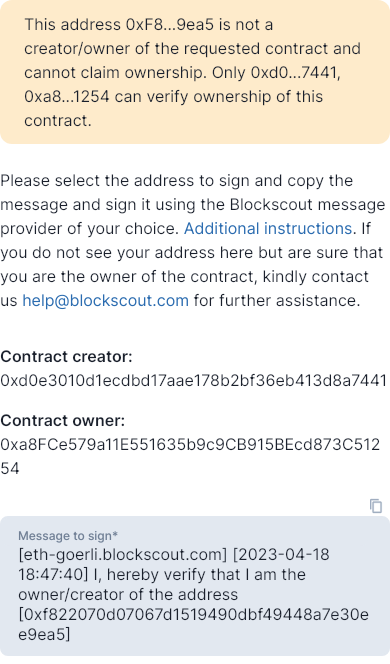 This address 0xF8...9ea5 is not a
creator/owner of the requested contract and
cannot claim ownership. Only 0xd0...7441,
0xa8...1254 can verify ownership of this
contract.
Please select the address to sign and copy the
message and sign it using the Blockscout message
provider of your choice. Additional instructions. If
you do not see your address here but are sure that
you are the owner of the contract, kindly contact
us help@blockscout.com for further assistance.
Contract creator:
0xd0e3010d1ecdbd17aae178b2bf36eb413d8a7441
Contract owner:
0xa8FCe579a11E551635b9c9CB915BEcd873C512
54
Message to sign*
[eth-goerli.blockscout.com] [2023-04-18
18:47:40] I, hereby verify that I am the
owner/creator of the address
[0xf822070d07067d1519490dbf49448a7e30e
e9ea5]